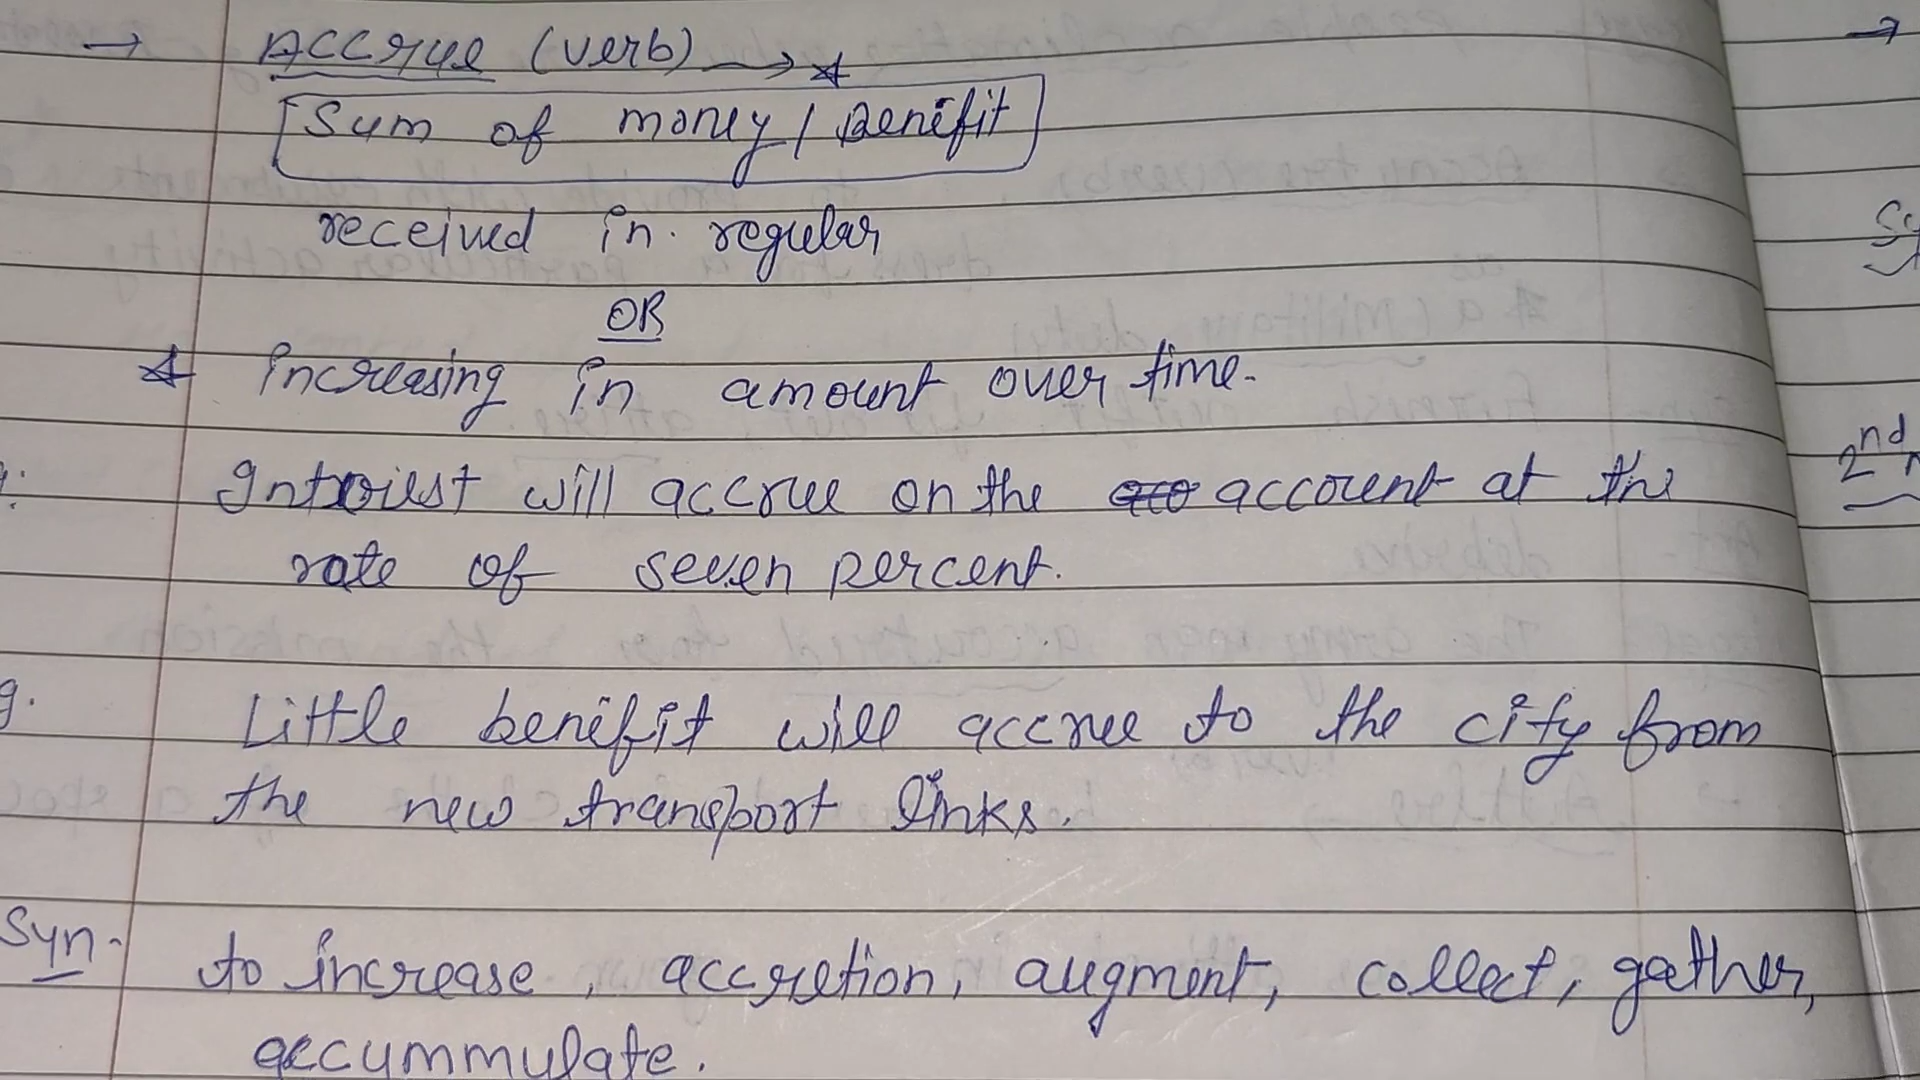 → Accrue (verb) →
Sum of money / Benefit
received in regular
OR
increasing in amount over time.
Interest will accrue on the account at the
rate of seven percent.
g. Little benefit will accrue to the city from
the new transport links.
Syn- to increase, accretion, augment, collect, gather,
accummulate.
→
Sy
2nd